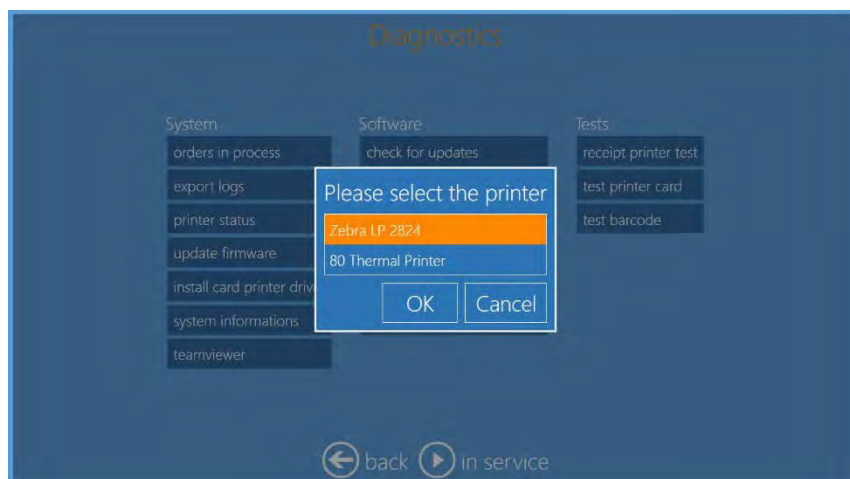 Diagnostics
System
orders in process
export logs
printer status
update firmware
install card printer driv
system informations
teamviewer
Software
check for updates
Tests
receipt printer test
test printer card
test barcode
Please select the printer
Zebra LP 2824
80 Thermal Printer
OK
Cancel
back
in service